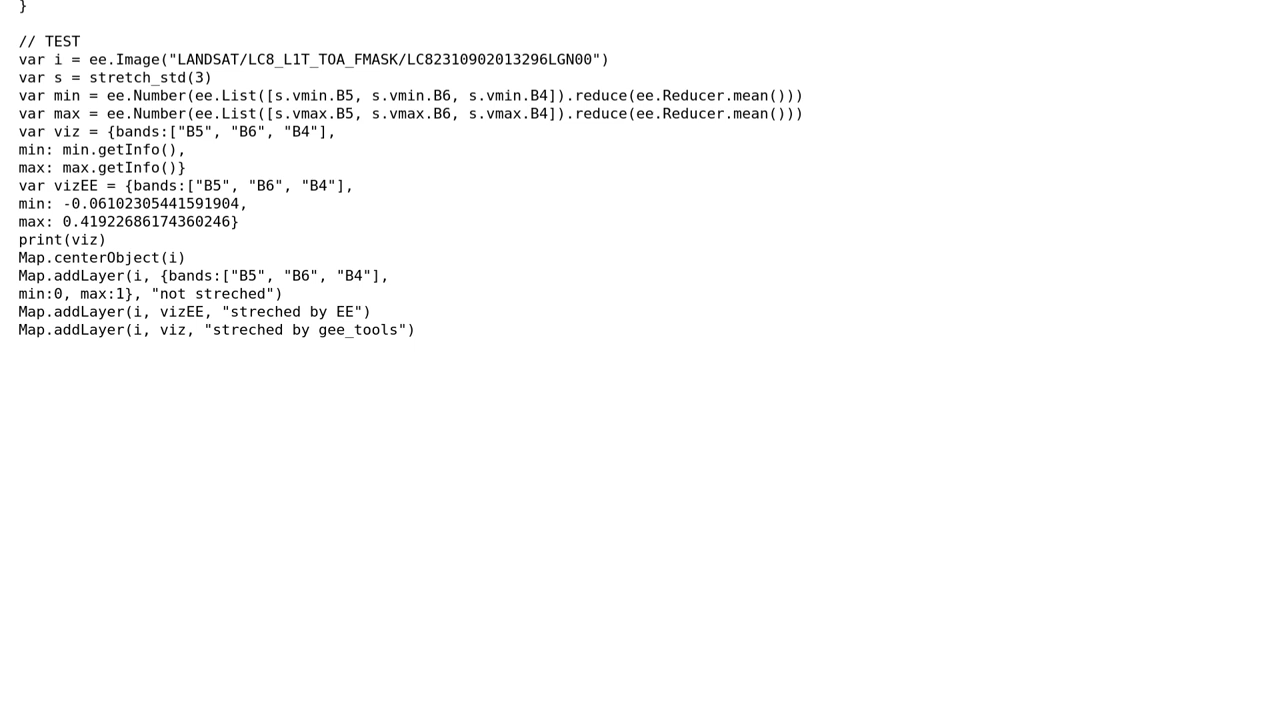 }
// TEST
var i = ee.Image("LANDSAT/LC8_L1T_TOA_FMASK/LC82310902013296LGN00")
var s = stretch_std(3)
var min = ee.Number(ee.List([s.vmin.B5, s.vmin.B6, s.vmin.B4]).reduce(ee.Reducer.mean()))
var max = ee.Number(ee.List([s.vmax.B5, s.vmax.B6, s.vmax.B4]).reduce(ee.Reducer.mean()))
var viz = {bands:["B5", "B6", "B4"],
min: min.getInfo(),
max: max.getInfo()}
var vizEE = {bands:["B5", "B6", "B4"],
min: -0.06102305441591904,
max: 0.41922686174360246}
print(viz)
Map.centerObject(i)
Map.addLayer(i, {bands:["B5", "B6", "B4"],
min:0, max:1}, "not streched")
Map.addLayer(i, vizEE, "streched by EE")
Map.addLayer(i, viz, "streched by gee_tools")